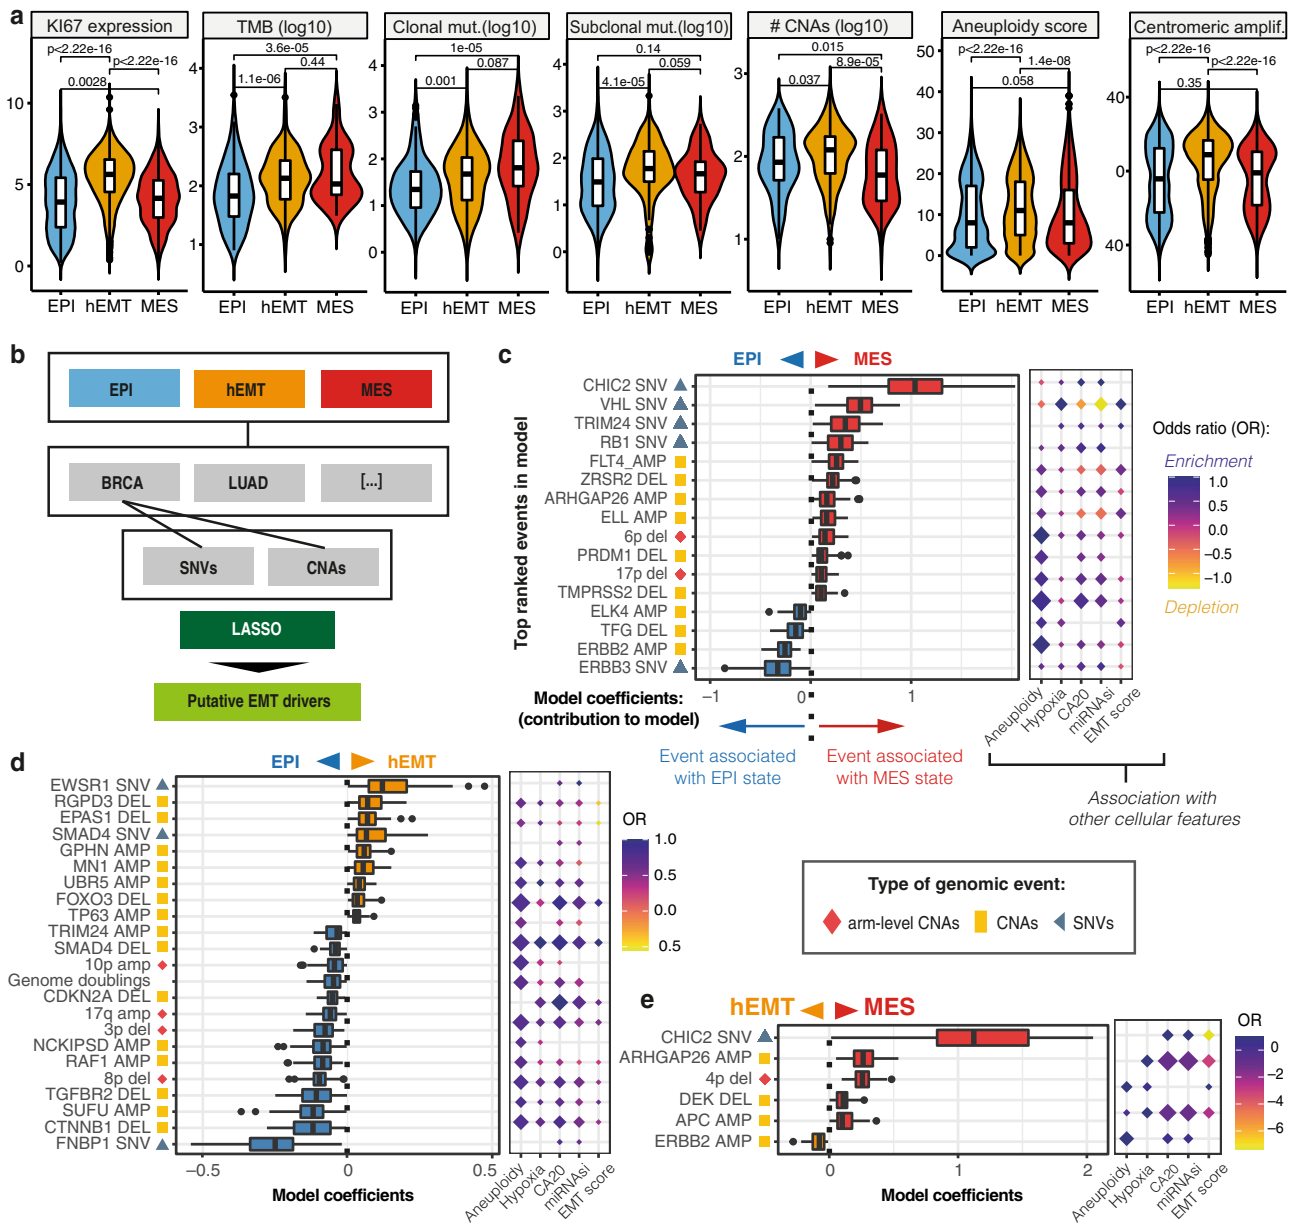 a
KI67 expression
TMB (log10)
Clonal mut. (log10)
Subclonal mut.(log10)
# CNAs (log10)
Aneuploidy score
Centromeric amplif.
p<2.22e-16
p<2.22e-16
0.0028
10
5
0
EPI hEMT MES
3.6e-05
0.44
1.1e-06
4
3
2
1
EPI hEMT MES
1e-05
0.087
0.001
4
3
2
1
0
EPI hEMT MES
0.14
0.059
4.1e-05
4
3
2
1
0
EPI hEMT MES
0.015
8.9e-05
0.037
3
2
1
EPI hEMT MES
p<2.22e-16
1.4e-08
0.058
50
40
30
20
10
0
EPI hEMT MES
p<2.22e-16
p<2.22e-16
0.35
40
0
40
EPI hEMT MES
b
EPI
hEMT
MES
BRCA
LUAD
[...]
SNVs
CNAs
LASSO
Putative EMT drivers
c
EPI
MES
Top ranked events in model
CHIC2 SNV
VHL SNV
TRIM24 SNV
RB1 SNV
FLT4_AMP
ZRSR2 DEL
ARHGAP26 AMP
ELL AMP
6p del
PRDM1 DEL
17p del
TMPRSS2 DEL
ELK4 AMP
TFG DEL
ERBB2 AMP
ERBB3 SNV
−1
0
1
Model coefficients:
(contribution to model)
Event associated
with EPI state
Event associated
with MES state
Aneuploidy
Hypoxia
CA20
miRNAsi
EMT score
Association with
other cellular features
Odds ratio (OR):
Enrichment
1.0
0.5
0.0
−0.5
−1.0
Depletion
d
EPI
hEMT
EWSR1 SNV
RGPD3 DEL
EPAS1 DEL
SMAD4 SNV
GPHN AMP
MN1 AMP
UBR5 AMP
FOXO3 DEL
TP63 AMP
TRIM24 AMP
SMAD4 DEL
10p amp
Genome doublings
CDKN2A DEL
17q amp
3p del
NCKIPSD AMP
RAF1 AMP
8p del
TGFBR2 DEL
SUFU AMP
CTNNB1 DEL
FNBP1 SNV
−0.5
0
0.5
Model coefficients
Aneuploidy
Hypoxia
CA20
miRNAsi
EMT score
OR
1.0
0.5
0.0
0.5
Type of genomic event:
arm-level CNAs
CNAs
SNVs
e
hEMT
MES
CHIC2 SNV
ARHGAP26 AMP
4p del
DEK DEL
APC AMP
ERBB2 AMP
0
1
2
Model coefficients
Aneuploidy
Hypoxia
CA20
miRNAsi
EMT score
OR
0
−2
−4
−6